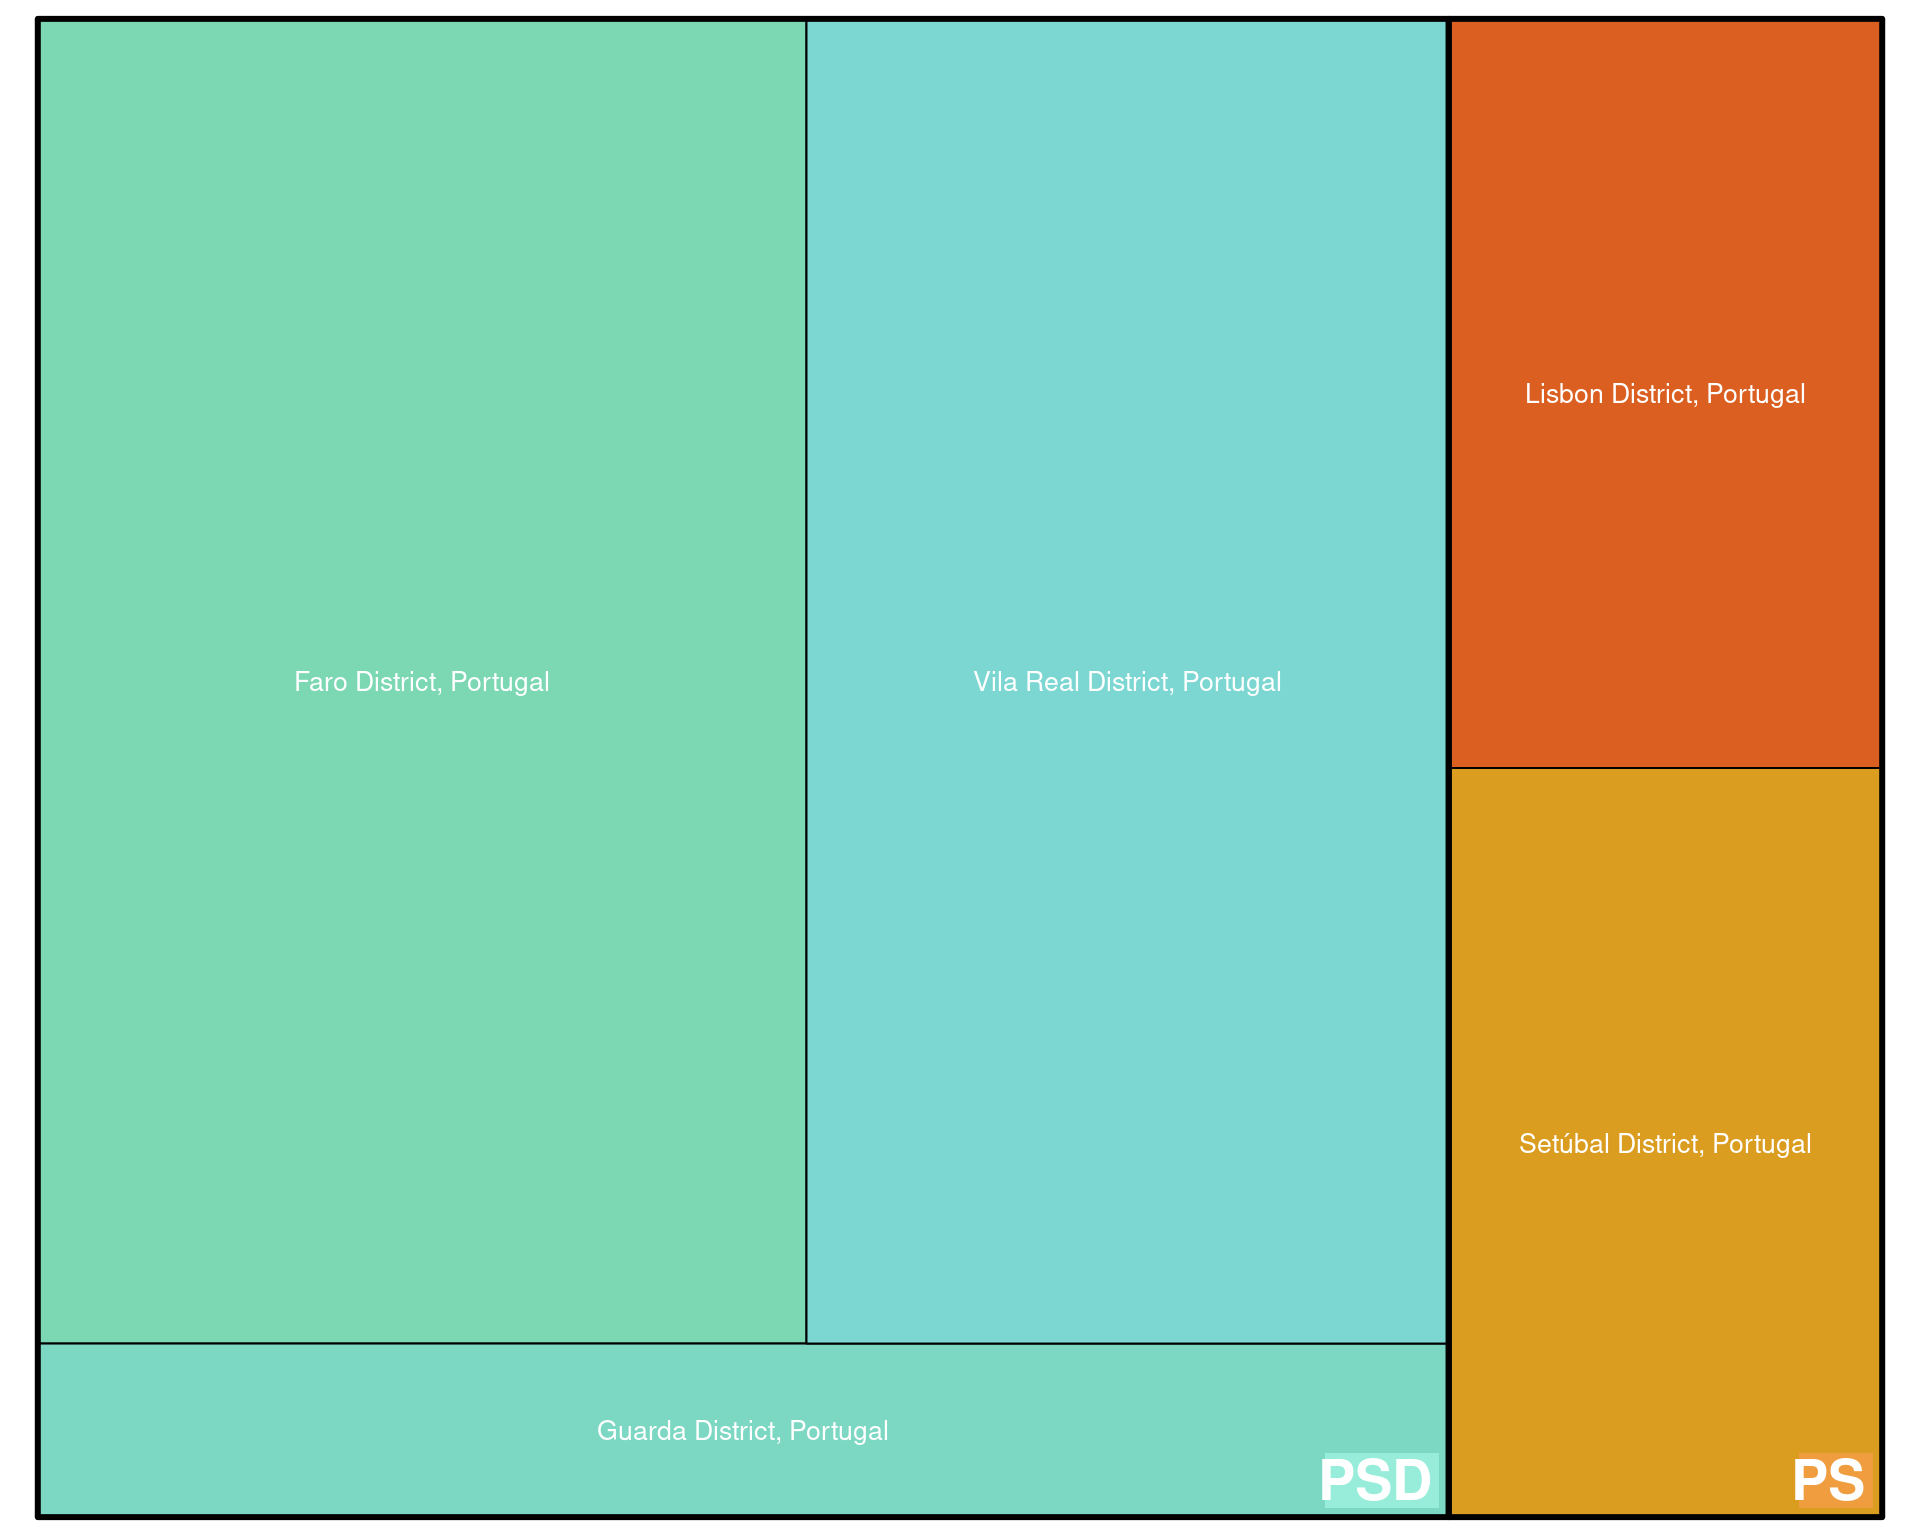 Lisbon District, Portugal
Faro District, Portugal
Vila Real District, Portugal
Setúbal District, Portugal
Guarda District, Portugal
PSD
PS